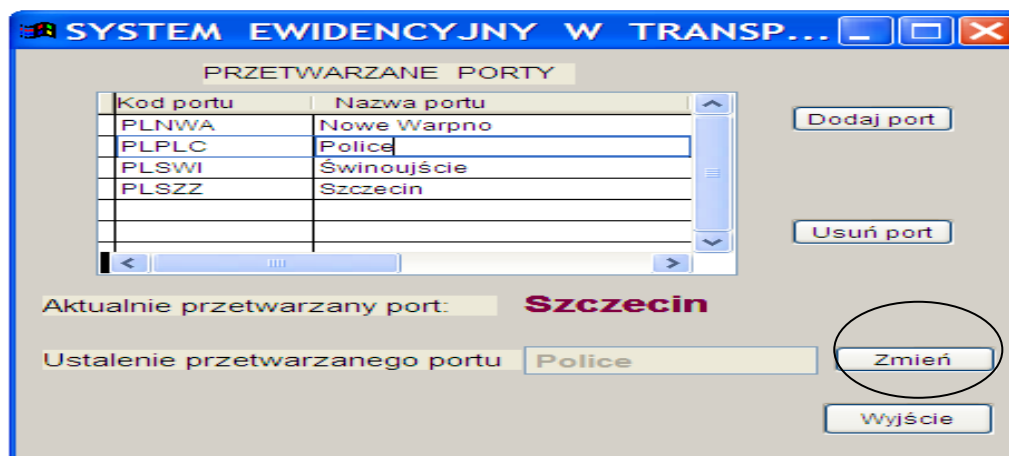 SYSTEM EWIDENCYJNY W TRANSP...
PRZETWARZANE PORTY
Kod portu Nazwa portu
PLNWA Nowe Warpno
PLPLC Police
PLSWI Świnoujście
PLSZZ Szczecin
Dodaj port
Usuń port
Aktualnie przetwarzany port: Szczecin
Ustalenie przetwarzanego portu Police Zmień
Wyjście